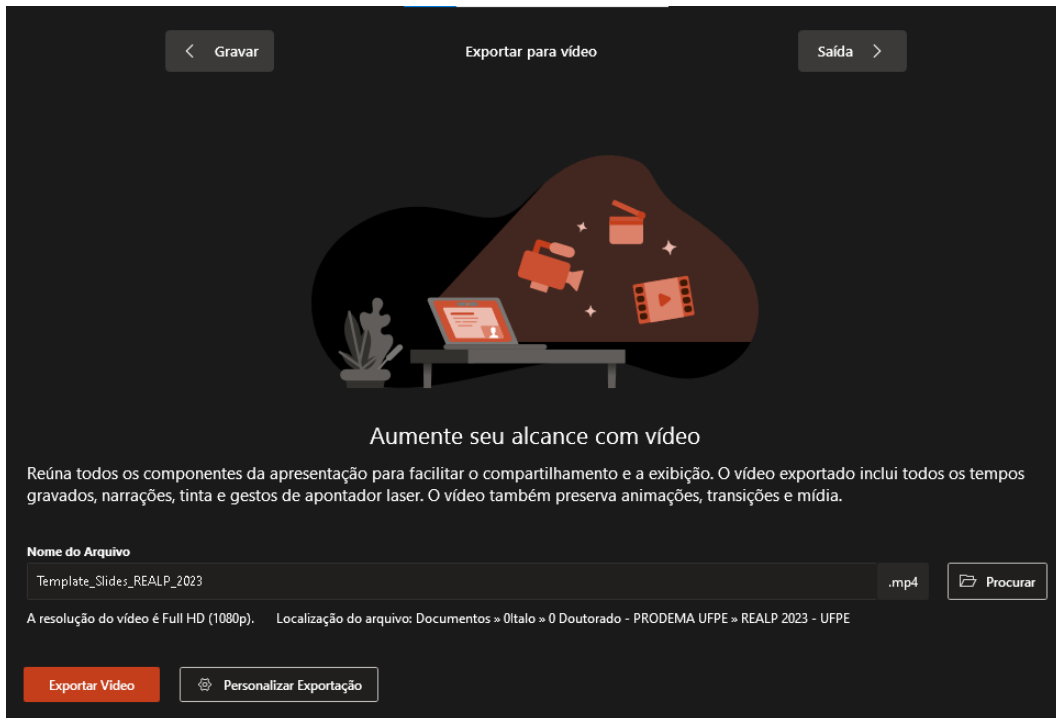 Gravar
Exportar para vídeo
Saída
Aumente seu alcance com vídeo
Reúna todos os componentes da apresentação para facilitar o compartilhamento e a exibição. O vídeo exportado inclui todos os tempos
gravados, narrações, tinta e gestos de apontador laser. O vídeo também preserva animações, transições e mídia.
Nome do Arquivo
Template_Slides_REALP_2023
.mp4
Procurar
A resolução do vídeo é Full HD (1080p). Localização do arquivo: Documentos » 0Italo » 0 Doutorado - PRODEMA UFPE » REALP 2023 - UFPE
Exportar Vídeo
Personalizar Exportação